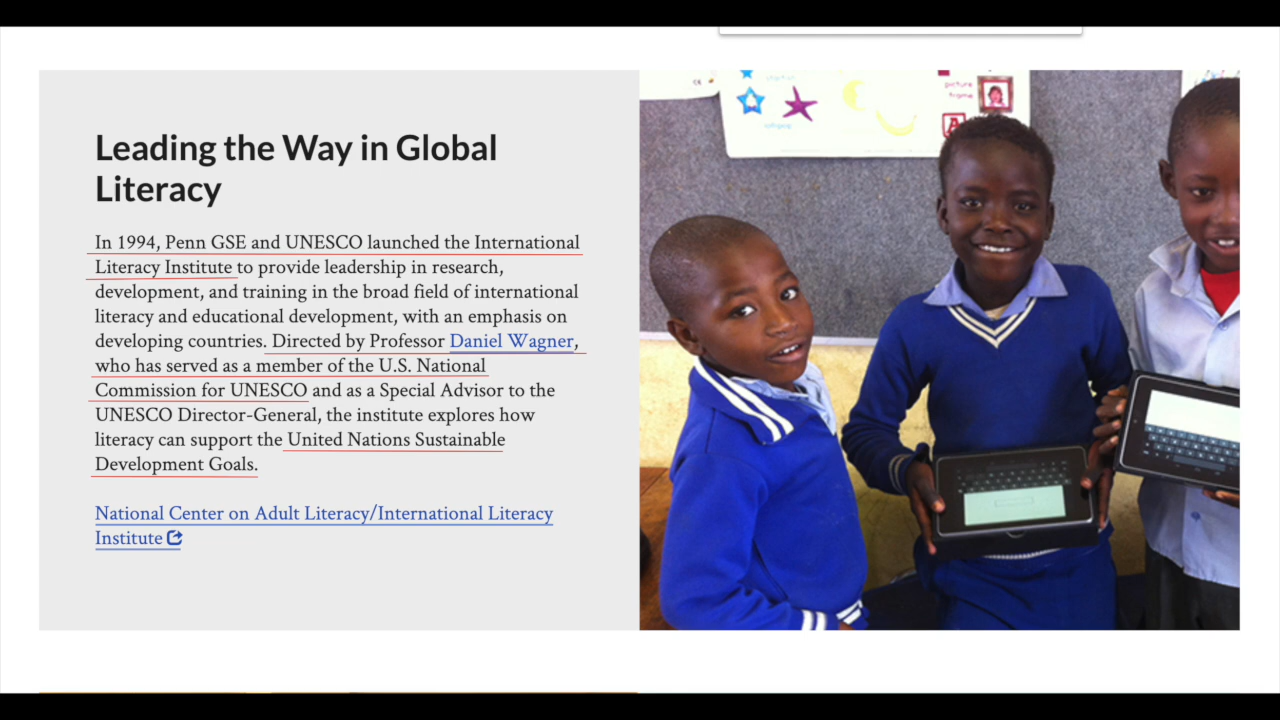 Leading the Way in Global
Literacy
In 1994, Penn GSE and UNESCO launched the International
Literacy Institute to provide leadership in research,
development, and training in the broad field of international
literacy and educational development, with an emphasis on
developing countries. Directed by Professor Daniel Wagner,
who has served as a member of the U.S. National
Commission for UNESCO and as a Special Advisor to the
UNESCO Director-General, the institute explores how
literacy can support the United Nations Sustainable
Development Goals.
National Center on Adult Literacy/International Literacy
Institute
picture
frame
A